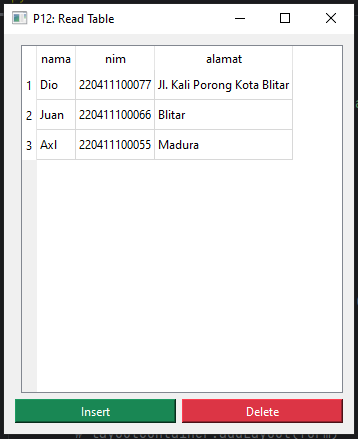 P12: Read Table
nama nim alamat
1 Dio 220411100077 Jl. Kali Porong Kota Blitar
2 Juan 220411100066 Blitar
3 Axl 220411100055 Madura
Insert Delete